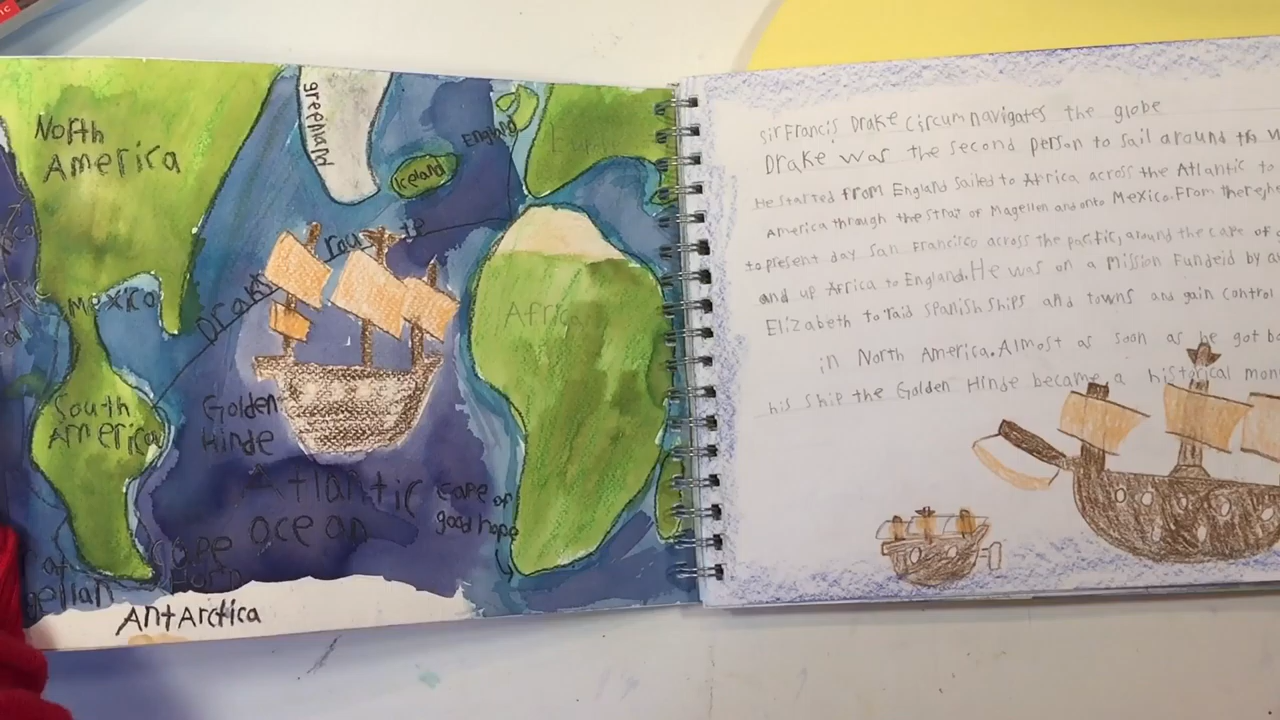 North
America
greenland
England
Iceland
Europe
Mexico
Draks route
Africa
South
America
Golden
Hinde
Atlantic
ocean
cape of
good hope
cape
Horn
gellan
Antarctica
sir Francis Drake circumnavigates the globe
Drake was the second person to sail around th
He started from England sailed to Africa across the Atlantic to
America through the strat of Magellen and onto Mexico. From there, he
to present day San Francisco across the pacific, around the cape of
and up Africa to England. He was on a mission Fundeid by
Elizabeth to raid spanish ships and towns and gain control
in North America. Almost as soon as he got
his ship the Golden Hinde became a historical